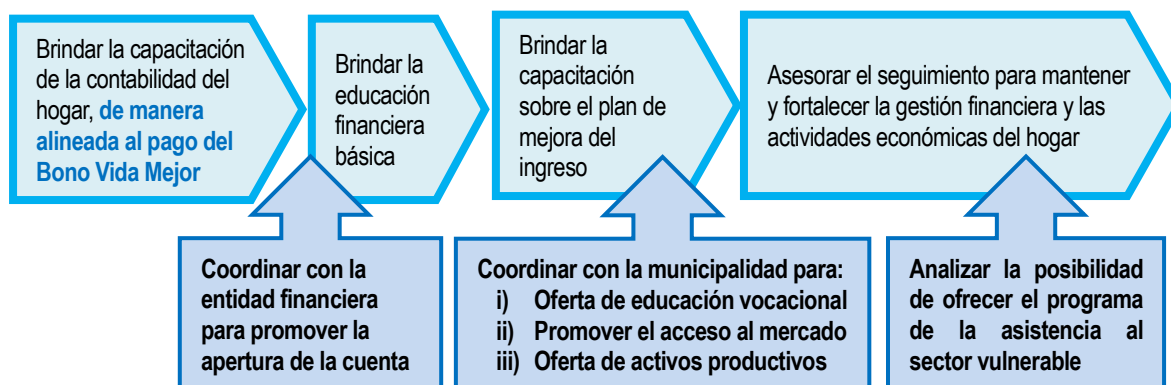 Brindar la capacitación
de la contabilidad del
hogar, de manera
alineada al pago del
Bono Vida Mejor
Brindar la
educación
financiera
básica
Brindar la
capacitación
sobre el plan de
mejora del
ingreso
Asesorar el seguimiento para mantener
y fortalecer la gestión financiera y las
actividades económicas del hogar
Coordinar con la
entidad financiera
para promover la
apertura de la cuenta
Coordinar con la municipalidad para:
i) Oferta de educación vocacional
ii) Promover el acceso al mercado
iii) Oferta de activos productivos
Analizar la posibilidad
de ofrecer el programa
de la asistencia al
sector vulnerable